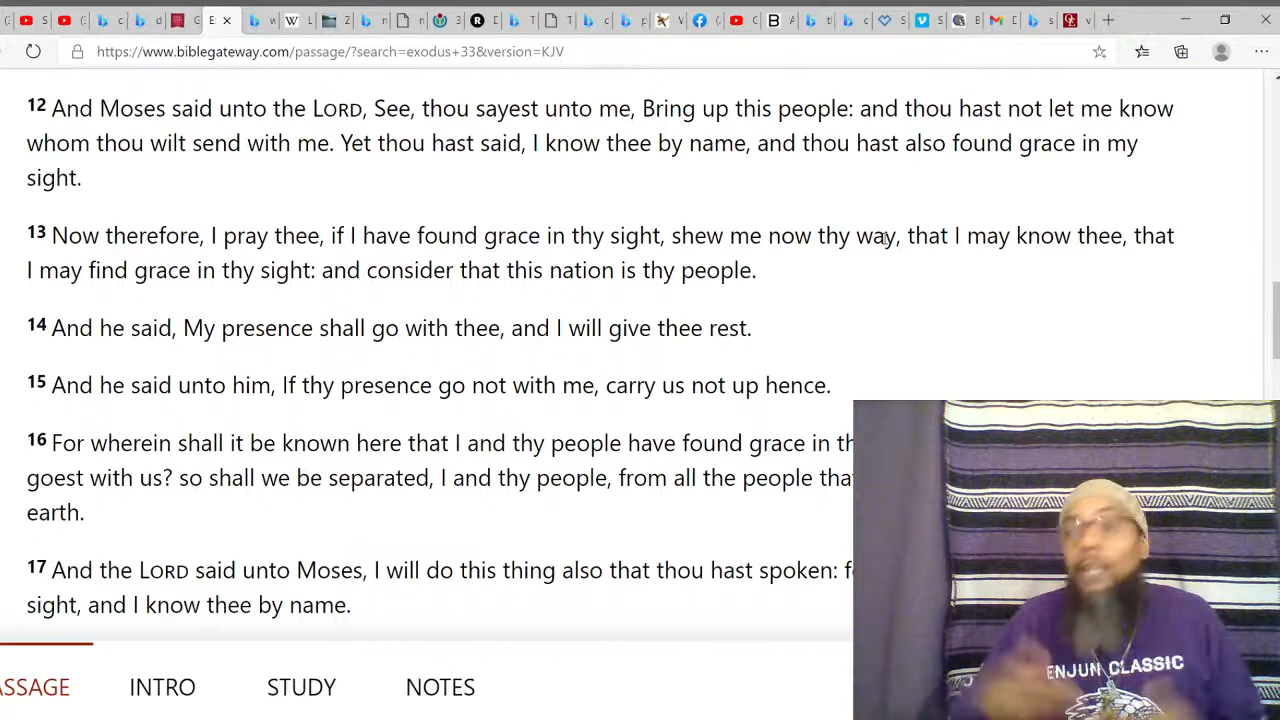 https://www.biblegateway.com/passage/?search=exodus+33&version=KJV
12 And Moses said unto the LORD, See, thou sayest unto me, Bring up this people: and thou hast not let me know
whom thou wilt send with me. Yet thou hast said, I know thee by name, and thou hast also found grace in my
sight.
13 Now therefore, I pray thee, if I have found grace in thy sight, shew me now thy way, that I may know thee, that
I may find grace in thy sight: and consider that this nation is thy people.
14 And he said, My presence shall go with thee, and I will give thee rest.
15 And he said unto him, If thy presence go not with me, carry us not up hence.
16 For wherein shall it be known here that I and thy people have found grace in
goest with us? so shall we be separated, I and thy people, from all the people
earth.
17 And the LORD said unto Moses, I will do this thing also that thou hast spoken:
sight, and I know thee by name.
INTRO STUDY NOTES
ENJUN CLASSIC